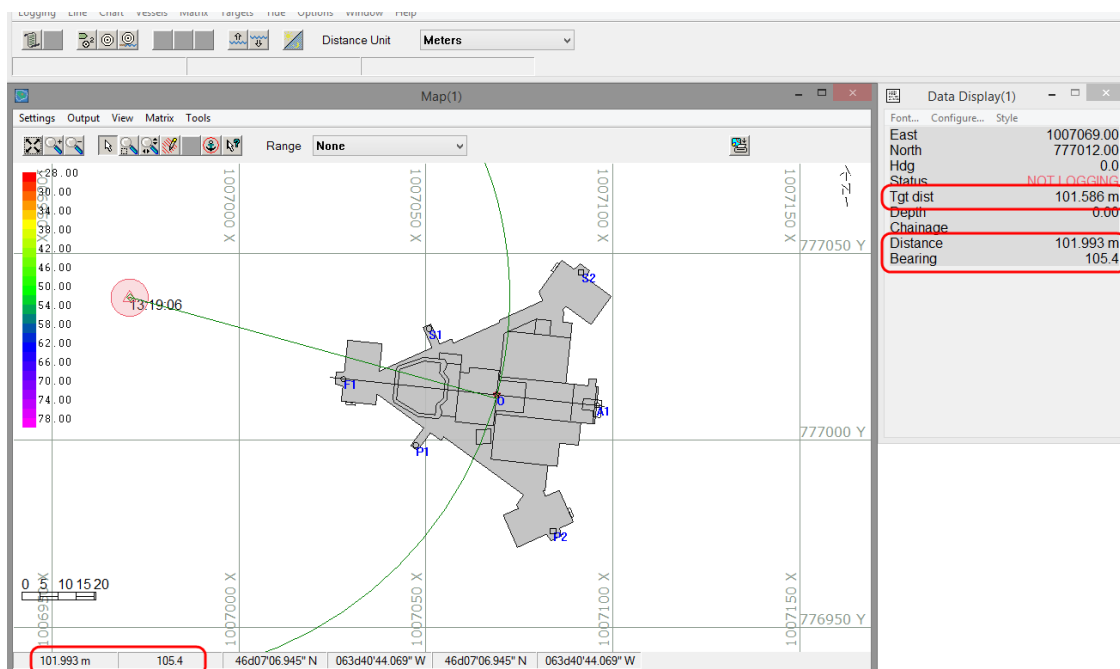 Logging Line Chart Vessels Matrix Targets Tide Options Window Help
Distance Unit Meters
Map(1)
Settings Output View Matrix Tools
Range None
<28.00
30.00
34.00
38.00
42.00
46.00
50.00
54.00
58.00
62.00
66.00
70.00
74.00
78.00
1006950 X
1007000 X
1007050 X
1007100 X
1007150 X
N
777050 Y
13:19:06
S2
S1
F1
O
A1
777000 Y
P1
P2
0 5 10 15 20
1006950 X
1007000 X
1007050 X
1007100 X
1007150 X
776950 Y
101.993 m 105.4 46d07'06.945" N 063d40'44.069" W 46d07'06.945" N 063d40'44.069" W
Data Display(1)
Font... Configure... Style
East 1007069.00
North 777012.00
Hdg 0.0
Status NOT LOGGING
Tgt dist 101.586 m
Depth 0.00
Chainage
Distance 101.993 m
Bearing 105.4